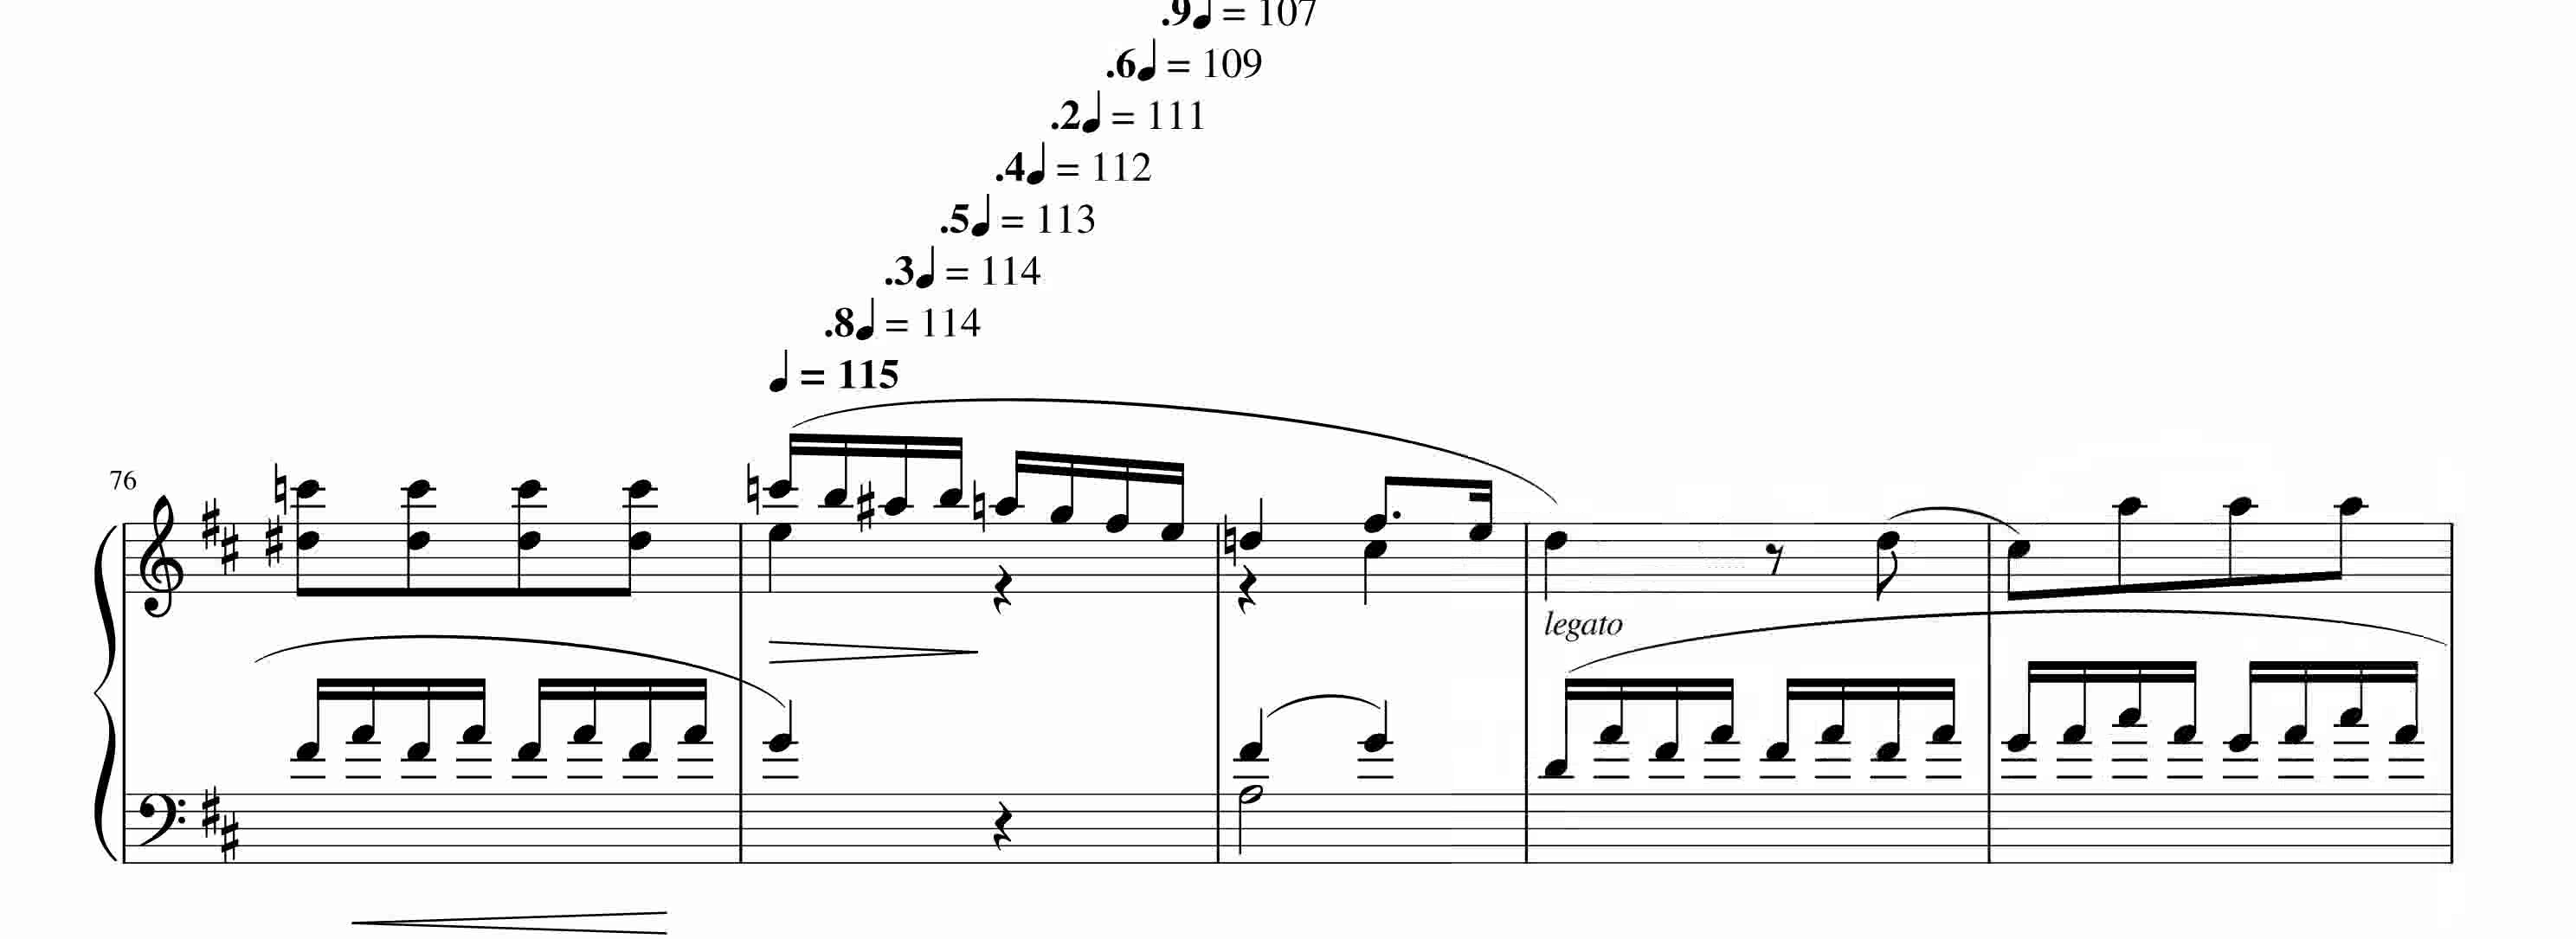 .9♩ = 107
.6♩ = 109
.2♩ = 111
.4♩ = 112
.5♩ = 113
.3♩ = 114
.8♩ = 114
♩ = 115
76
legato